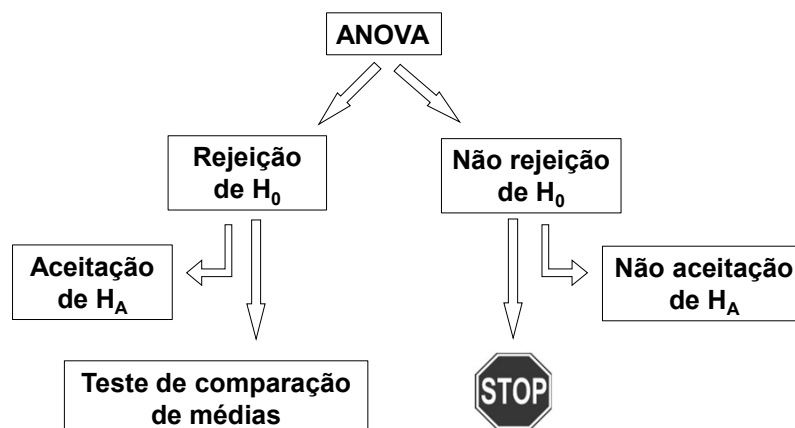 ANOVA
Rejeição
de H₀
Não rejeição
de H₀
Aceitação
de Hₐ
Não aceitação
de Hₐ
Teste de comparação
de médias
STOP